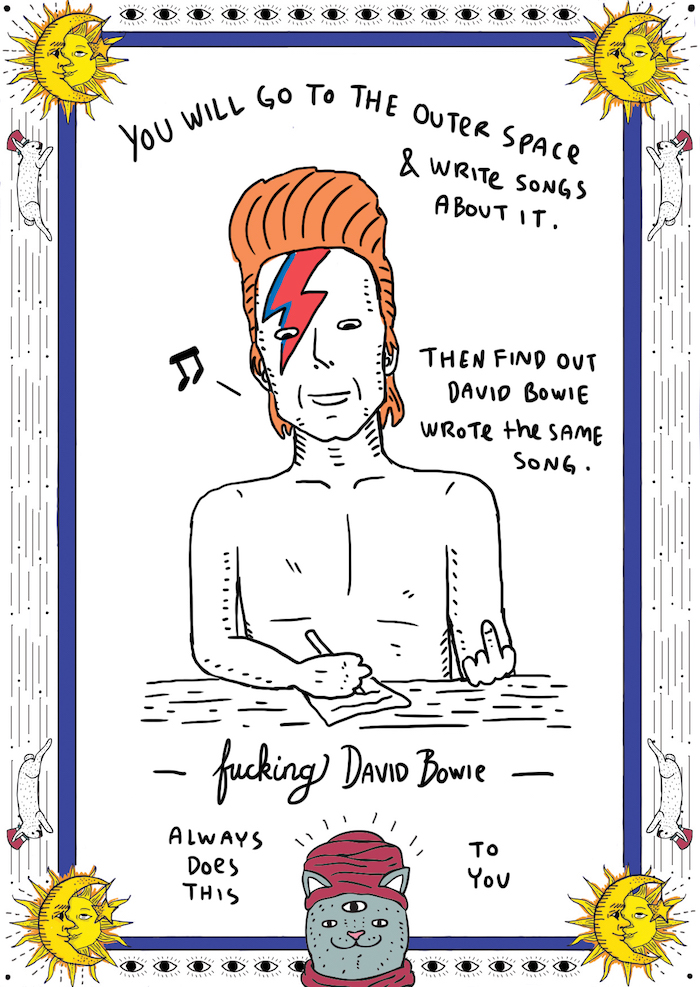 YOU WILL GO TO THE OUTER SPACE
& WRITE SONGS
ABOUT IT.
THEN FIND OUT
DAVID BOWIE
WROTE the SAME
SONG.
— fucking DAVID BOWIE —
ALWAYS
DOES
THIS
TO
YOU